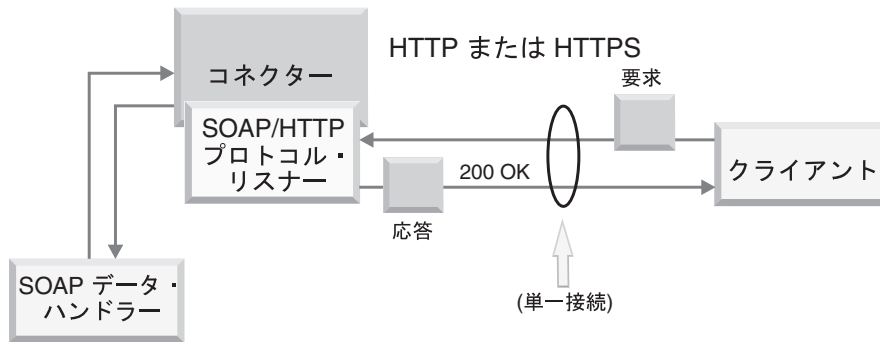 HTTP または HTTPS
コネクター
要求
SOAP/HTTP
プロトコル・
リスナー
200 OK
クライアント
応答
SOAP データ・
ハンドラー
(単一接続)